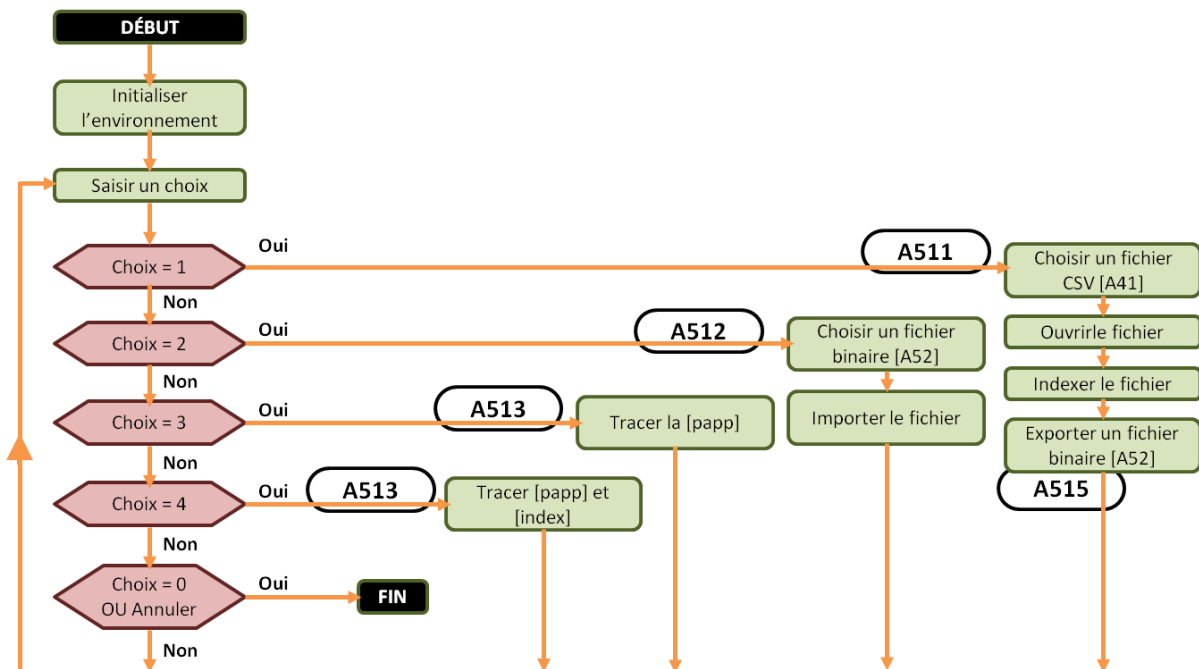 DÉBUT
Initialiser
l'environnement
Saisir un choix
Choix = 1
Oui
A511
Choisir un fichier
CSV [A41]
Ouvrirle fichier
Indexer le fichier
Exporter un fichier
binaire [A52]
A515
Non
Choix = 2
Oui
A512
Choisir un fichier
binaire [A52]
Importer le fichier
Non
Choix = 3
Oui
A513
Tracer la [papp]
Non
Choix = 4
Oui
A513
Tracer [papp] et
[index]
Non
Choix = 0
OU Annuler
Oui
FIN
Non